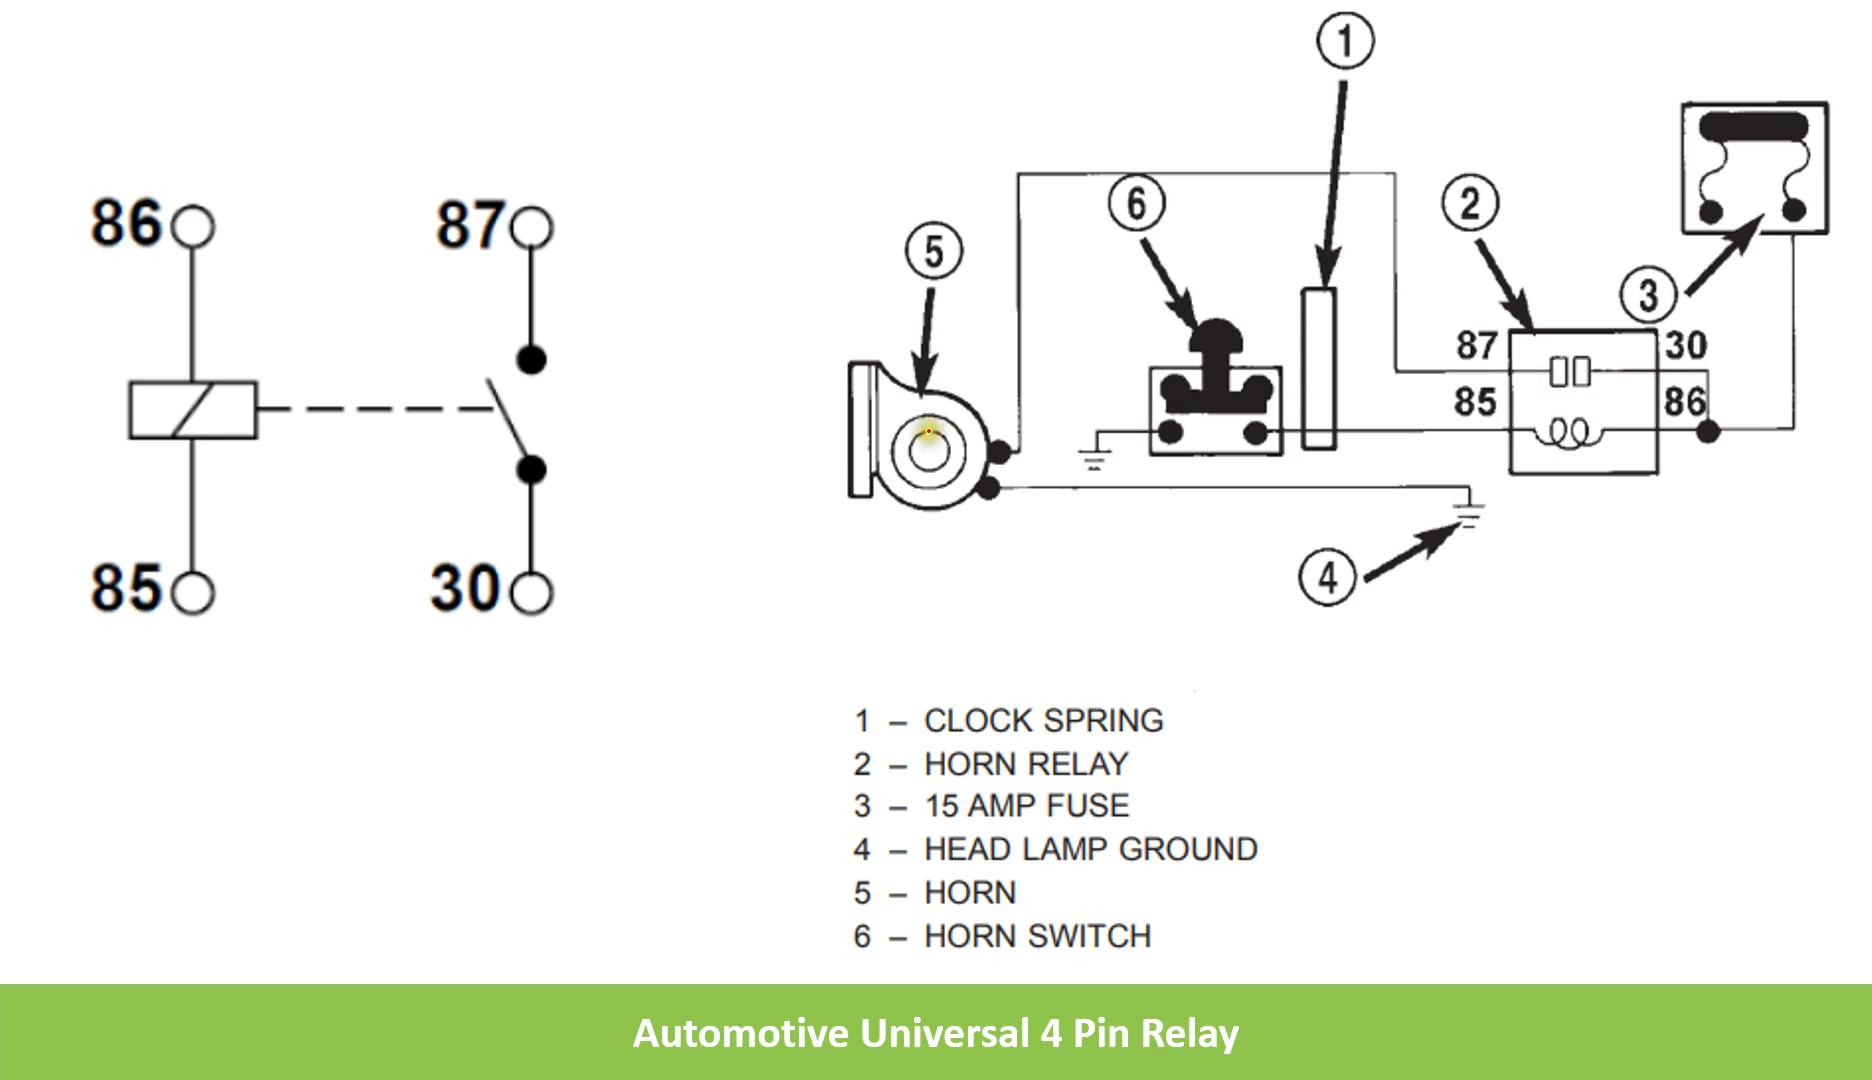 86
87
85
30
1
6
2
5
3
87
30
85
86
4
1 – CLOCK SPRING
2 – HORN RELAY
3 – 15 AMP FUSE
4 – HEAD LAMP GROUND
5 – HORN
6 – HORN SWITCH
Automotive Universal 4 Pin Relay